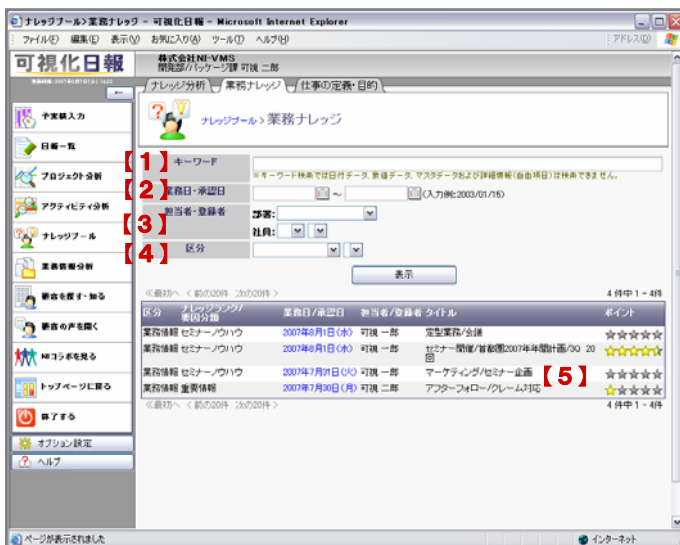 ナレッジプール>業務ナレッジ - 可視化日報 - Microsoft Internet Explorer
ファイル(F) 編集(E) 表示(V) お気に入り(A) ツール(T) ヘルプ(H) アドレス(D)
可視化日報
株式会社NI-VMS
開発部/パッケージ課 可視 二郎
ナレッジ分析 業務ナレッジ 仕事の定義・目的
ナレッジプール>業務ナレッジ
予実績入力
日報一覧
プロジェクト分析
アクティビティ分析
ナレッジプール
業務情報分析
顧客を探す・知る
顧客の声を聞く
NIコラボを見る
トップページに戻る
終了する
オプション設定
ヘルプ
【1】キーワード
※キーワード検索では日付データ、数値データ、マスタデータおよび詳細情報(自由項目)は検索できません。
【2】業務日・承認日 ～ (入力例:2003/01/15)
【3】担当者・登録者 部署:
社員:
【4】区分
表示
≪最初へ <前の20件 次の20件> 4件中 1 - 4件
区分 ナレッジランク/要因分類 業務日/承認日 担当者/登録者 タイトル ポイント
業務情報 セミナーノウハウ 2007年8月1日(水) 可視 一郎 定型業務/会議 ☆☆☆☆☆
業務情報 セミナーノウハウ 2007年8月1日(水) 可視 一郎 セミナー開催/首都圏2007年年間計画/3Q 20回 ☆☆☆☆☆
業務情報 セミナーノウハウ 2007年7月31日(火) 可視 一郎 マーケティング/セミナー企画 【5】 ☆☆☆☆☆
業務情報 重要情報 2007年7月30日(月) 可視 二郎 アフターフォロー/クレーム対応 ☆☆☆☆☆
≪最初へ <前の20件 次の20件> 4件中 1 - 4件
ページが表示されました インターネット